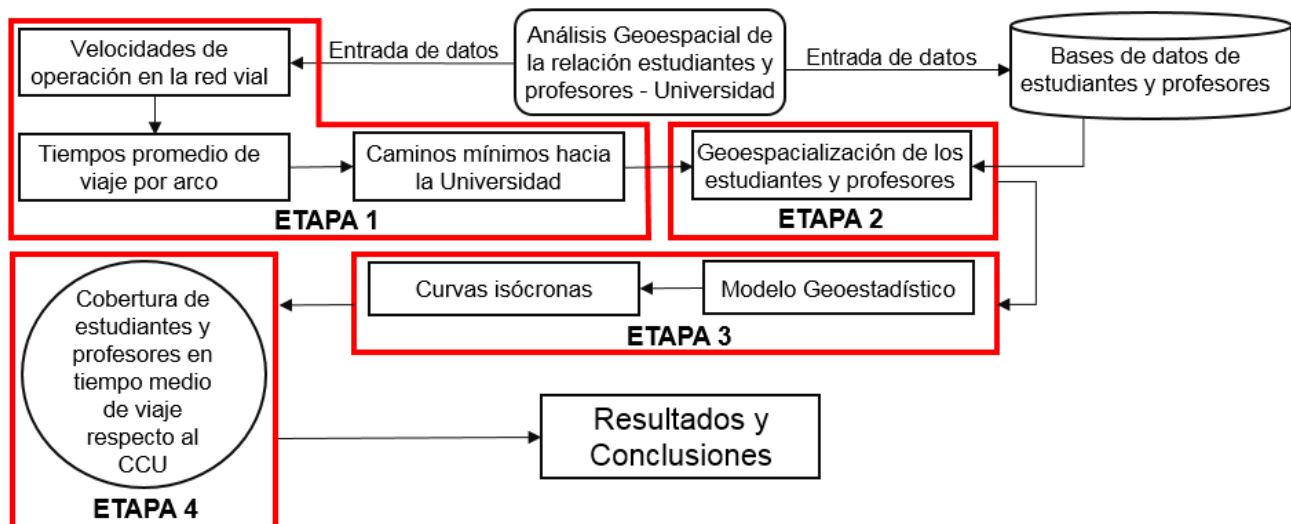 Velocidades de
operación en la red vial
Entrada de datos
Análisis Geoespacial de
la relación estudiantes y
profesores - Universidad
Entrada de datos
Bases de datos de
estudiantes y profesores
Tiempos promedio de
viaje por arco
Caminos mínimos hacia
la Universidad
ETAPA 1
Geoespacialización de los
estudiantes y profesores
ETAPA 2
Curvas isócronas
Modelo Geoestadístico
ETAPA 3
Cobertura de
estudiantes y
profesores en
tiempo medio
de viaje
respecto al
CCU
ETAPA 4
Resultados y
Conclusiones